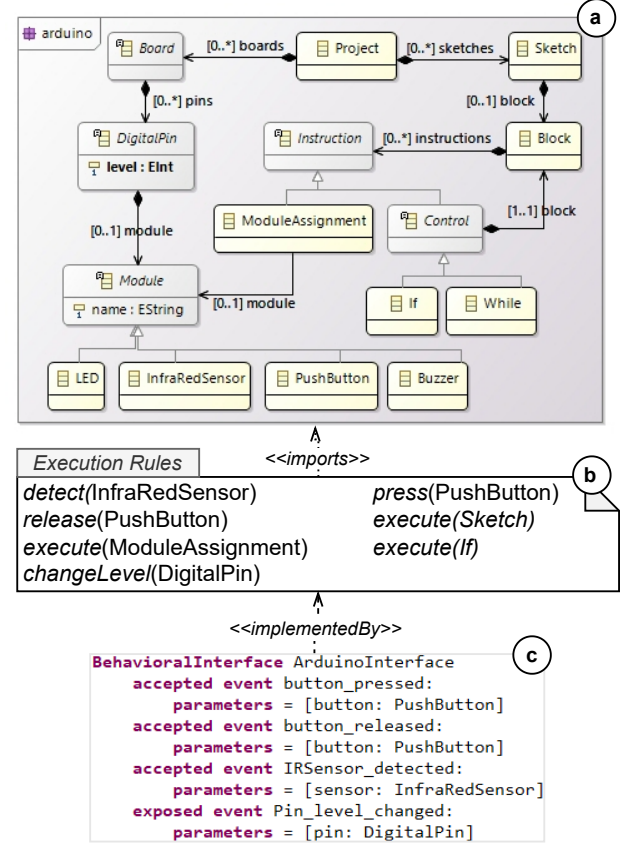 a
arduino
Board
[0..*] boards
Project
[0..*] sketches
Sketch
[0..*] pins
[0..1] block
DigitalPin
level : EInt
Instruction
[0..*] instructions
Block
[0..1] module
ModuleAssignment
Control
[1..1] block
Module
name : EString
[0..1] module
If
While
LED
InfraRedSensor
PushButton
Buzzer
Execution Rules
<<imports>>
b
detect(InfraRedSensor) press(PushButton)
release(PushButton) execute(Sketch)
execute(ModuleAssignment) execute(If)
changeLevel(DigitalPin)
<<implementedBy>>
c
BehavioralInterface ArduinoInterface
accepted event button_pressed:
parameters = [button: PushButton]
accepted event button_released:
parameters = [button: PushButton]
accepted event IRSensor_detected:
parameters = [sensor: InfraRedSensor]
exposed event Pin_level_changed:
parameters = [pin: DigitalPin]